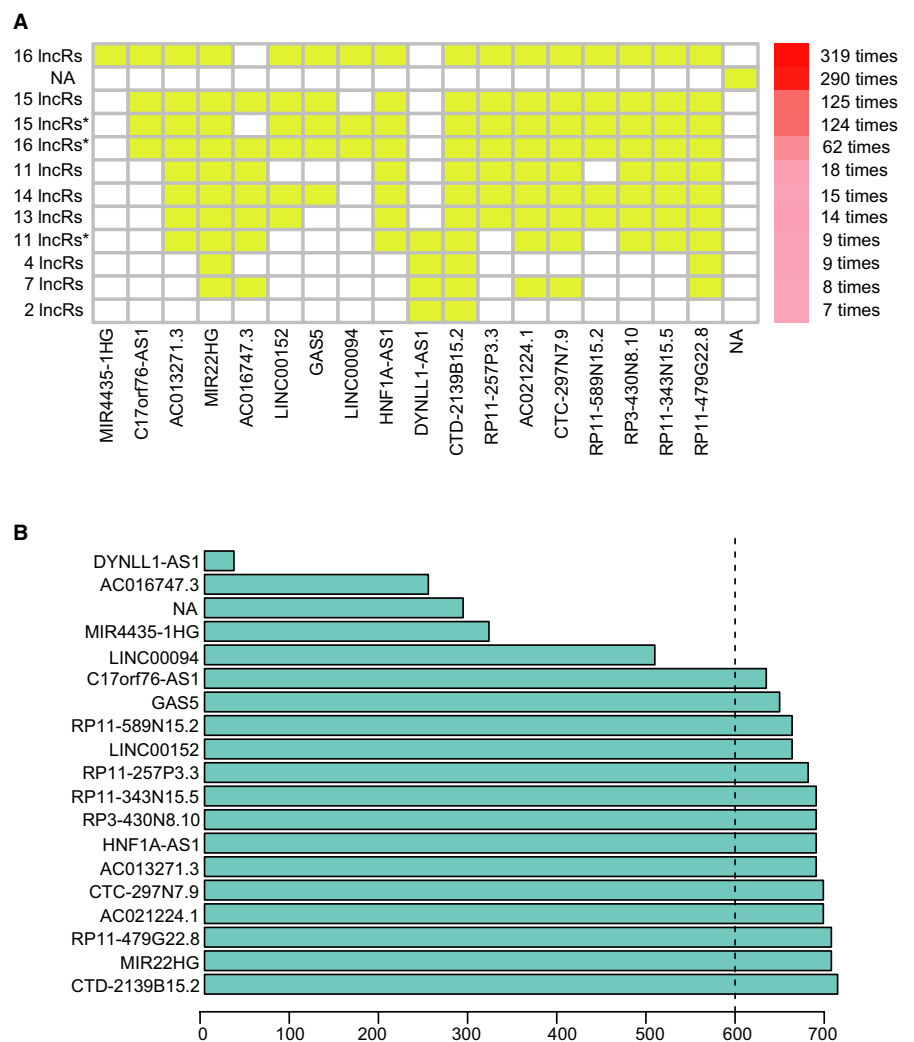 A
16 lncRs 319 times
NA 290 times
15 lncRs 125 times
15 lncRs* 124 times
16 lncRs* 62 times
11 lncRs 18 times
14 lncRs 15 times
13 lncRs 14 times
11 lncRs* 9 times
4 lncRs 9 times
7 lncRs 8 times
2 lncRs 7 times
MIR4435-1HG
C17orf76-AS1
AC013271.3
MIR22HG
AC016747.3
LINC00152
GAS5
LINC00094
HNF1A-AS1
DYNLL1-AS1
CTD-2139B15.2
RP11-257P3.3
AC021224.1
CTC-297N7.9
RP11-589N15.2
RP3-430N8.10
RP11-343N15.5
RP11-479G22.8
NA
B
DYNLL1-AS1
AC016747.3
NA
MIR4435-1HG
LINC00094
C17orf76-AS1
GAS5
RP11-589N15.2
LINC00152
RP11-257P3.3
RP11-343N15.5
RP3-430N8.10
HNF1A-AS1
AC013271.3
CTC-297N7.9
AC021224.1
RP11-479G22.8
MIR22HG
CTD-2139B15.2
0 100 200 300 400 500 600 700